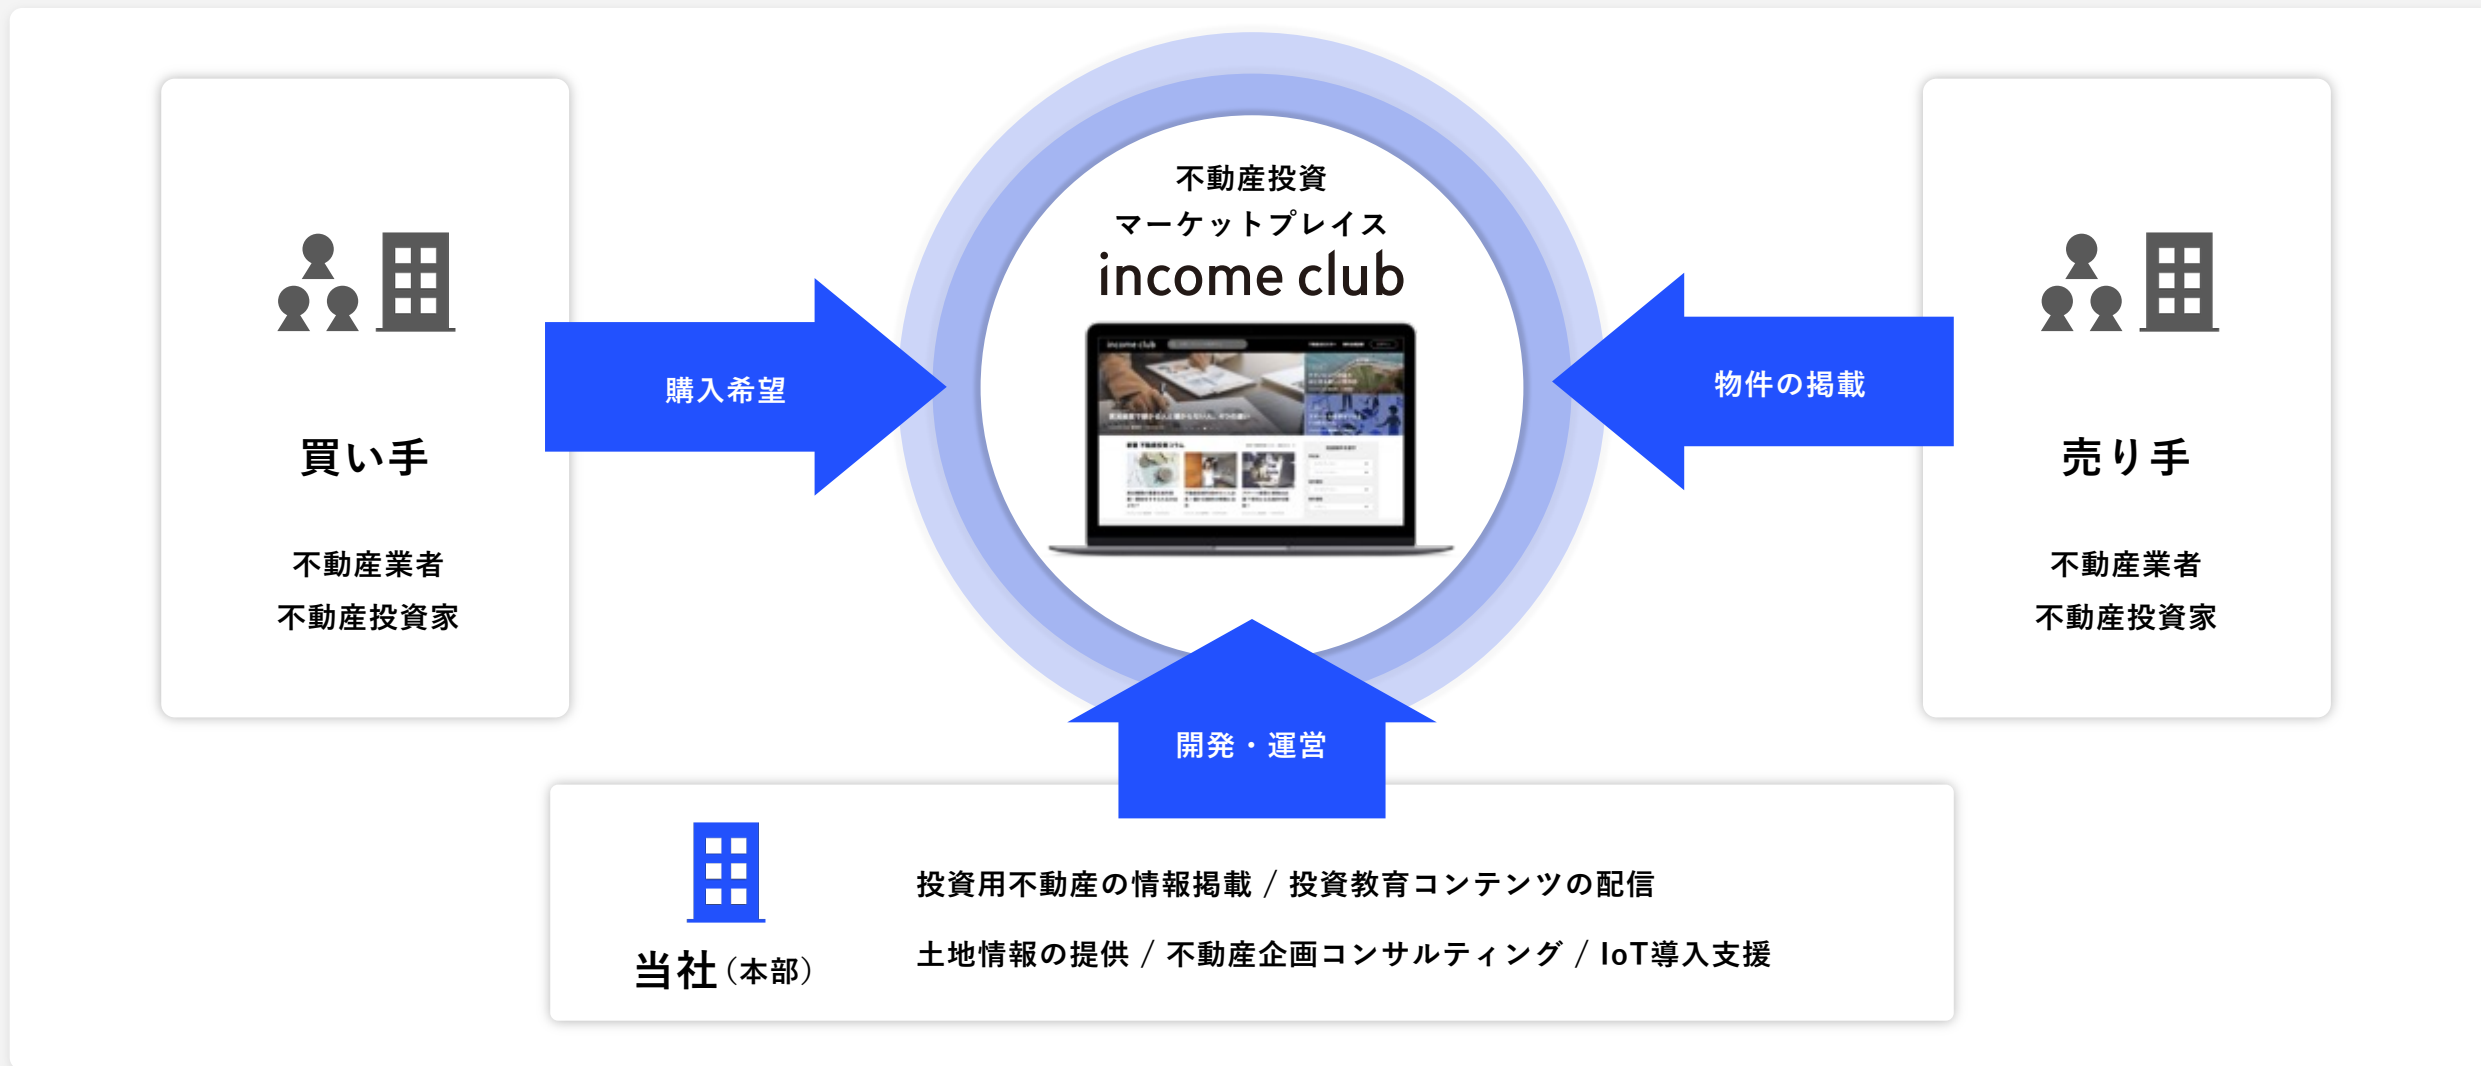 不動産投資
マーケットプレイス
income club
income club
買い手
不動産業者
不動産投資家
購入希望
物件の掲載
売り手
不動産業者
不動産投資家
開発・運営
当社（本部）
投資用不動産の情報掲載 / 投資教育コンテンツの配信
土地情報の提供 / 不動産企画コンサルティング / IoT導入支援